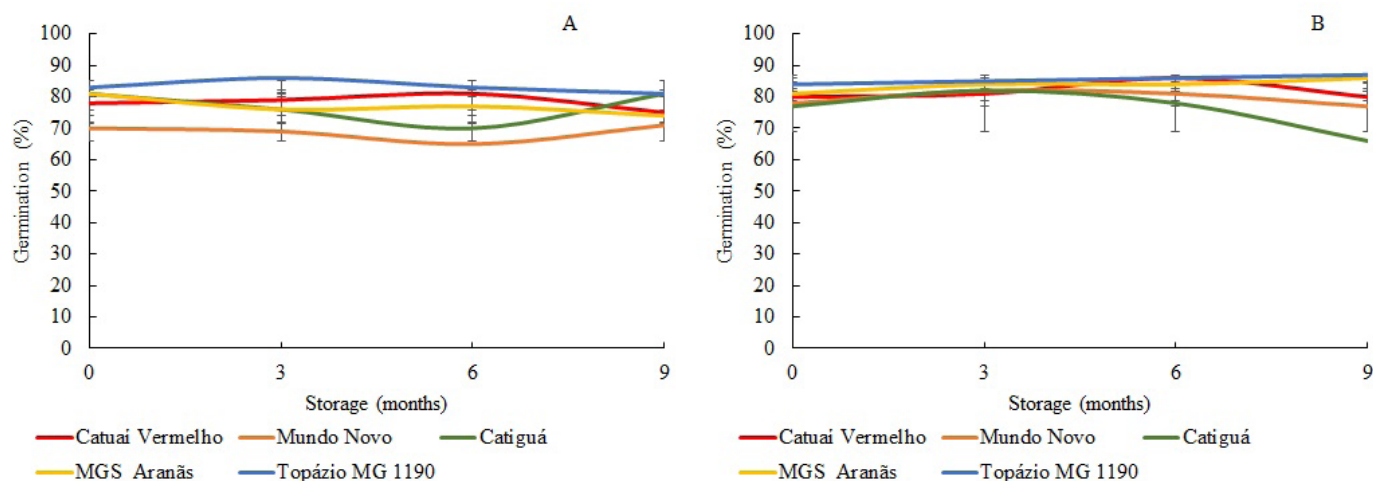 A
100
90
80
70
60
50
40
30
20
10
0
Germination (%)
0 3 6 9
Storage (months)
Catuaí Vermelho Mundo Novo Catiguá
MGS Aranãs Topázio MG 1190
B
100
90
80
70
60
50
40
30
20
10
0
Germination (%)
0 3 6 9
Storage (months)
Catuaí Vermelho Mundo Novo Catiguá
MGS Aranãs Topázio MG 1190